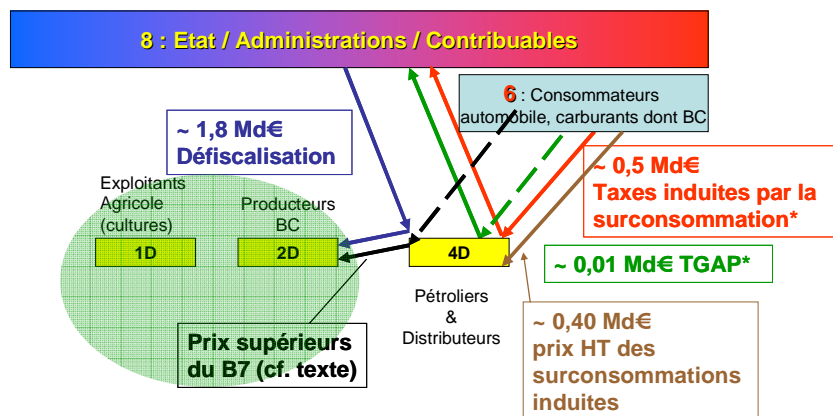 8 : Etat / Administrations / Contribuables
6 : Consommateurs
automobile, carburants dont BC
~ 1,8 Md€
Défiscalisation
~ 0,5 Md€
Taxes induites par la
surconsommation*
Exploitants
Agricole
(cultures)
Producteurs
BC
1D
2D
4D
~ 0,01 Md€ TGAP*
Pétroliers
&
Distributeurs
Prix supérieurs
du B7 (cf. texte)
~ 0,40 Md€
prix HT des
surconsommations
induites